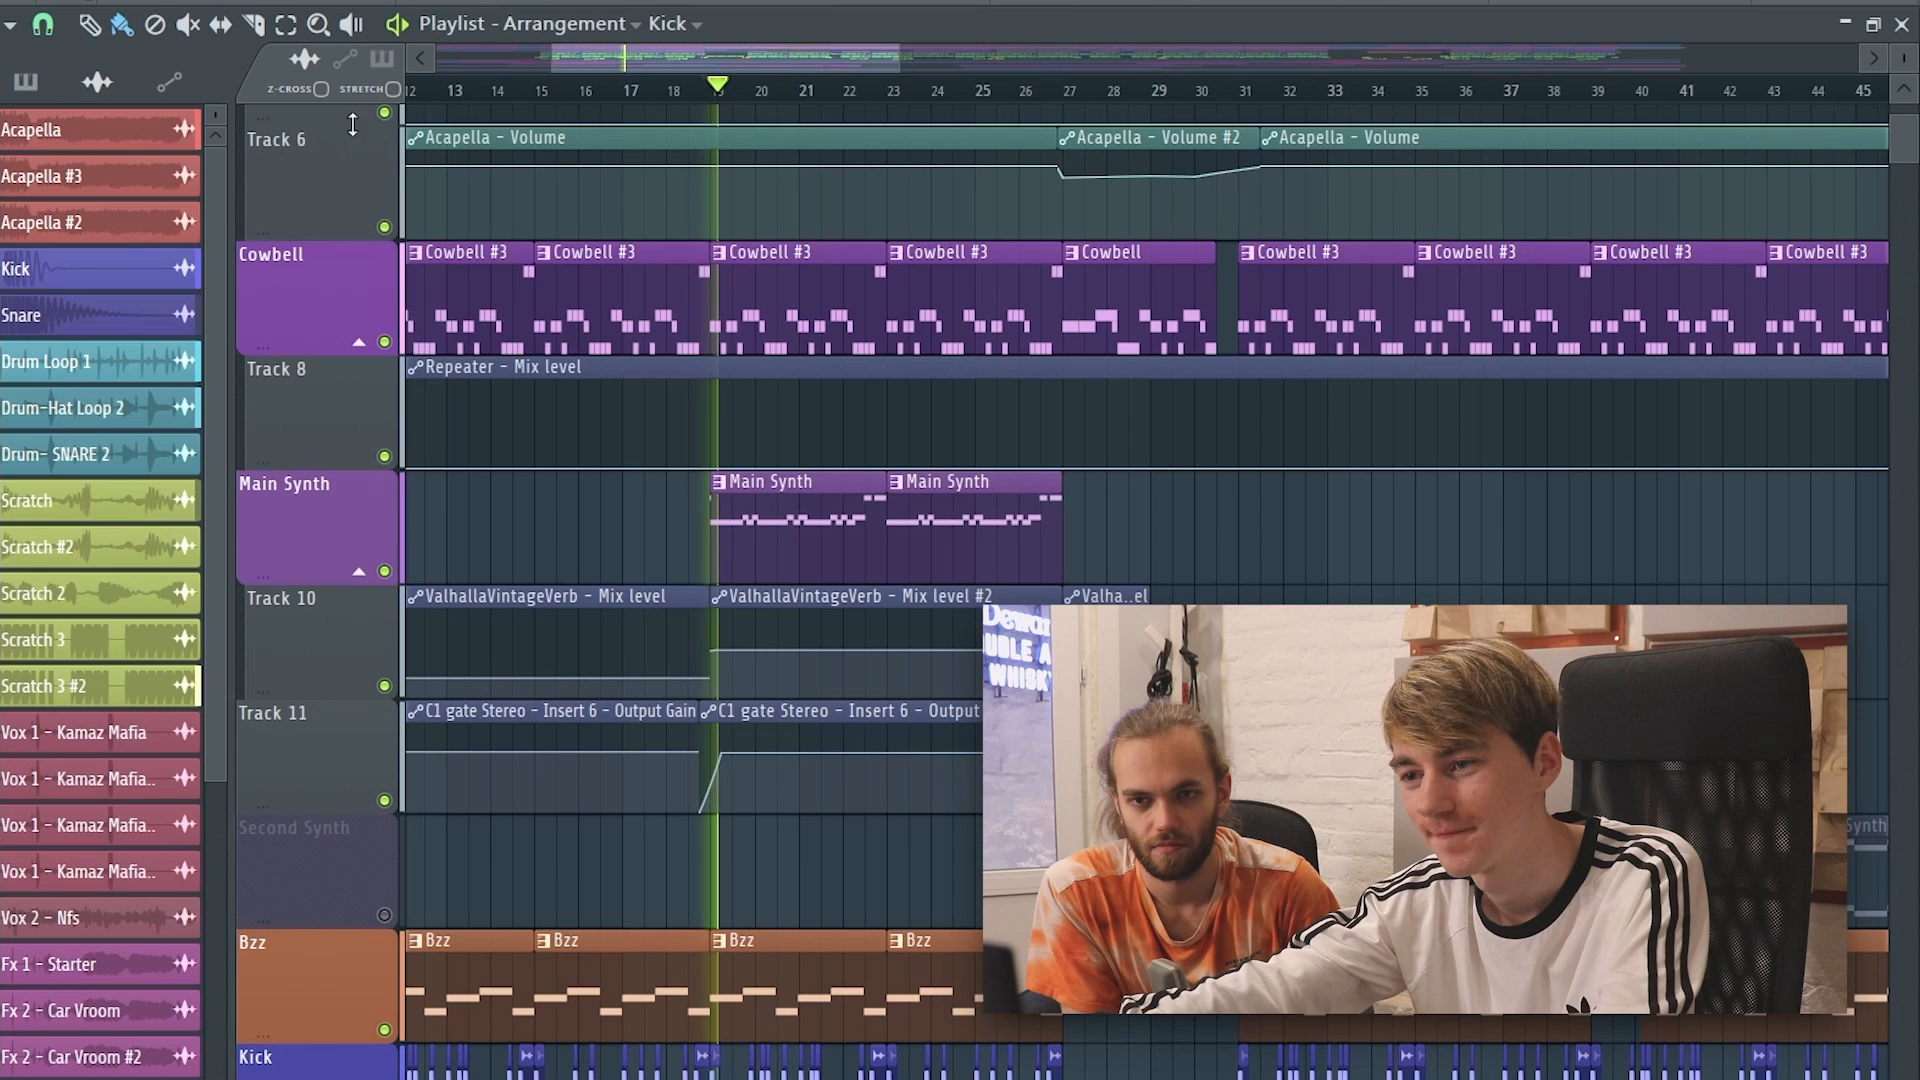 Playlist - Arrangement Kick
Z-CROSS STRETCH
12 13 14 15 16 17 18 19 20 21 22 23 24 25 26 27 28 29 30 31 32 33 34 35 36 37 38 39 40 41 42 43 44 45
Acapella
Acapella #3
Acapella #2
Kick
Snare
Drum Loop 1
Drum-Hat Loop 2
Drum- SNARE 2
Scratch
Scratch #2
Scratch 2
Scratch 3
Scratch 3 #2
Vox 1 - Kamaz Mafia
Vox 1 - Kamaz Mafia..
Vox 1 - Kamaz Mafia..
Vox 1 - Kamaz Mafia..
Vox 2 - Nfs
Fx 1 - Starter
Fx 2 - Car Vroom
Fx 2 - Car Vroom #2
Track 6
Acapella - Volume Acapella - Volume #2 Acapella - Volume
Cowbell
Cowbell #3 Cowbell #3 Cowbell #3 Cowbell #3 Cowbell Cowbell #3 Cowbell #3 Cowbell #3 Cowbell #3
Track 8
Repeater - Mix level
Main Synth
Main Synth Main Synth
Track 10
ValhallaVintageVerb - Mix level ValhallaVintageVerb - Mix level #2 Valha..el
Track 11
C1 gate Stereo - Insert 6 - Output Gain C1 gate Stereo - Insert 6 - Output
Second Synth
Synth
Bzz
Bzz Bzz Bzz Bzz
Kick
Dewar
UBLE A
WHISK